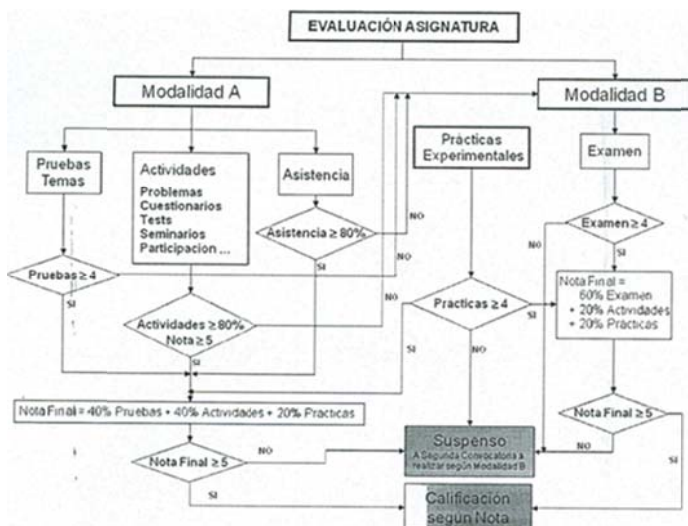 EVALUACIÓN ASIGNATURA
Modalidad A
Modalidad B
Pruebas
Temas
Actividades
Problemas
Cuestionarios
Tests
Seminarios
Participacion ...
Asistencia
Prácticas
Experimentales
Examen
Asistencia ≥ 80%
NO
SI
Examen ≥ 4
NO
SI
Pruebas ≥ 4
NO
SI
Actividades ≥ 80%
Nota ≥ 5
NO
SI
Practicas ≥ 4
SI
SI
NO
Nota Final =
60% Examen
+ 20% Actividades
+ 20% Prácticas
Nota Final = 40% Pruebas + 40% Actividades + 20% Practicas
Nota Final ≥ 5
NO
SI
Nota Final ≥ 5
NO
SI
Suspenso
A Segunda Convocatoria a
realizar según Modalidad B
Calificación
según Nota